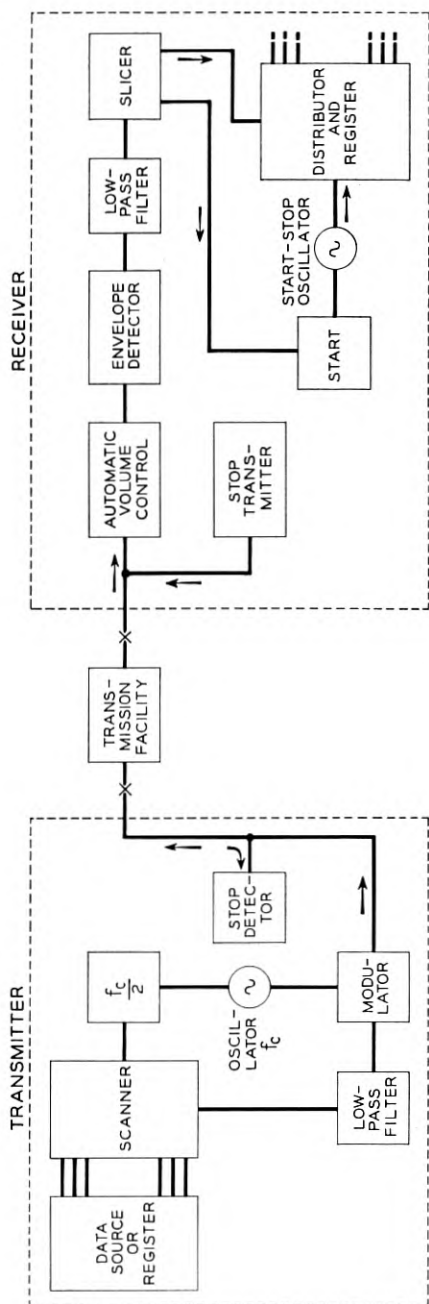 TRANSMITTER
DATA
SOURCE
OR
REGISTER
SCANNER
fc
2
OSCIL-
LATOR
fc
LOW-
PASS
FILTER
MODU-
LATOR
STOP
DETEC-
TOR
TRANS-
MISSION
FACILITY
RECEIVER
AUTOMATIC
VOLUME
CONTROL
ENVELOPE
DETECTOR
LOW-
PASS
FILTER
SLICER
STOP
TRANS-
MITTER
START
START-STOP
OSCILLATOR
DISTRIBUTOR
AND
REGISTER